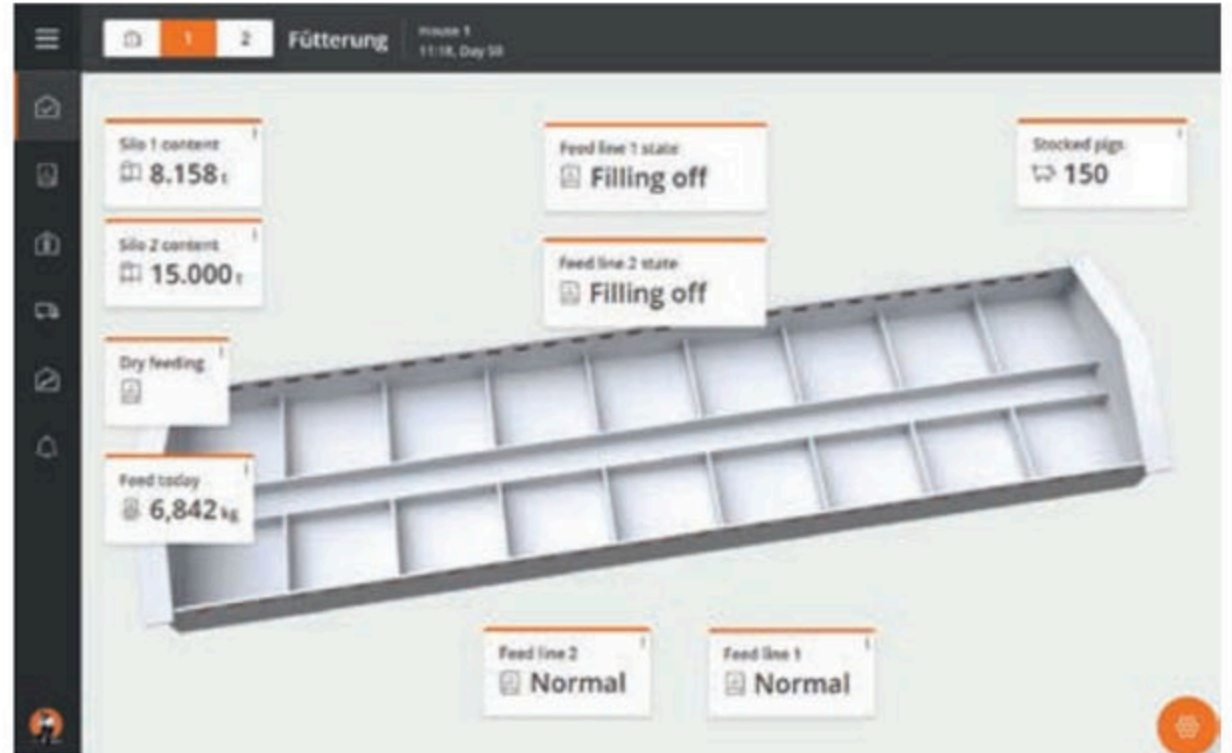 1 2 Fütterung
House 1
11:18, Day 50
Silo 1 content
8.158 t
Silo 2 content
15.000 t
Dry feeding
Feed today
6,842 kg
Feed line 1 state
Filling off
Feed line 2 state
Filling off
Stocked pigs
150
Feed line 2
Normal
Feed line 1
Normal